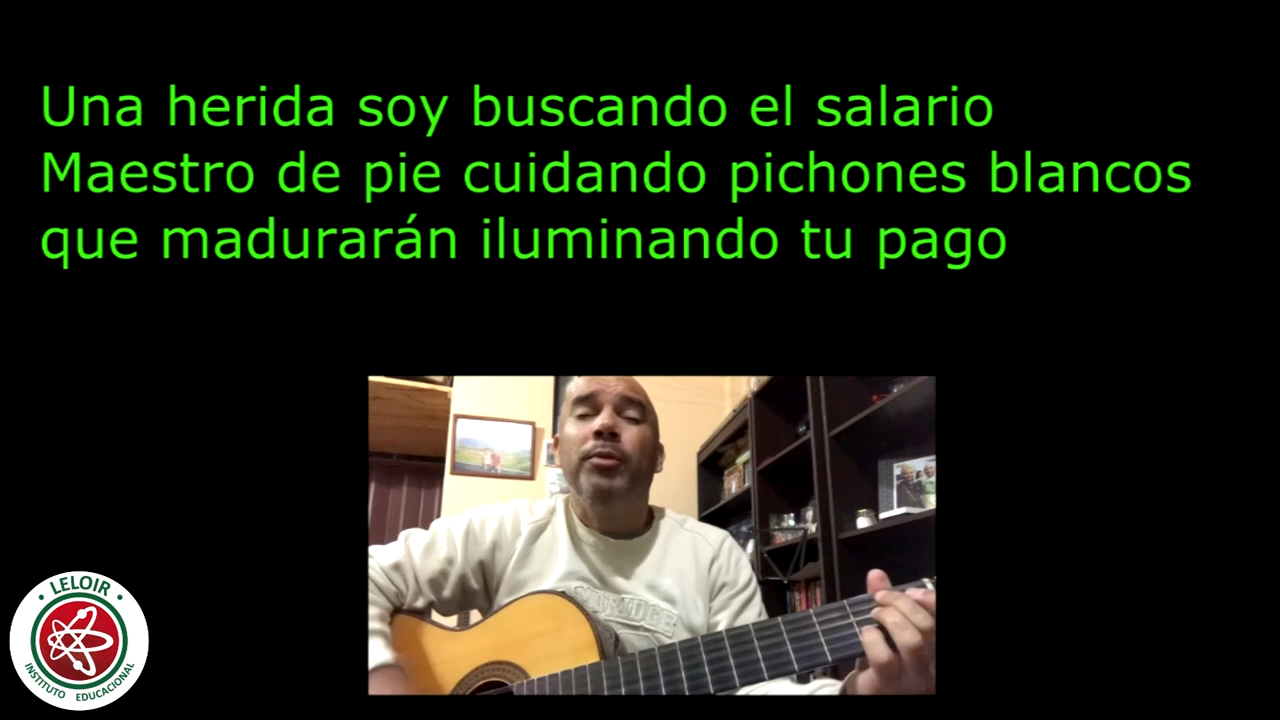 Una herida soy buscando el salario
Maestro de pie cuidando pichones blancos
que madurarán iluminando tu pago
• LELOIR •
INSTITUTO EDUCACIONAL